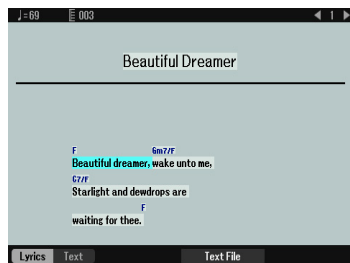 ♩=69 003 ◀ 1 ▶
Beautiful Dreamer
F Gm7/F
Beautiful dreamer, wake unto me,
C7/F
Starlight and dewdrops are
F
waiting for thee.
Lyrics Text Text File